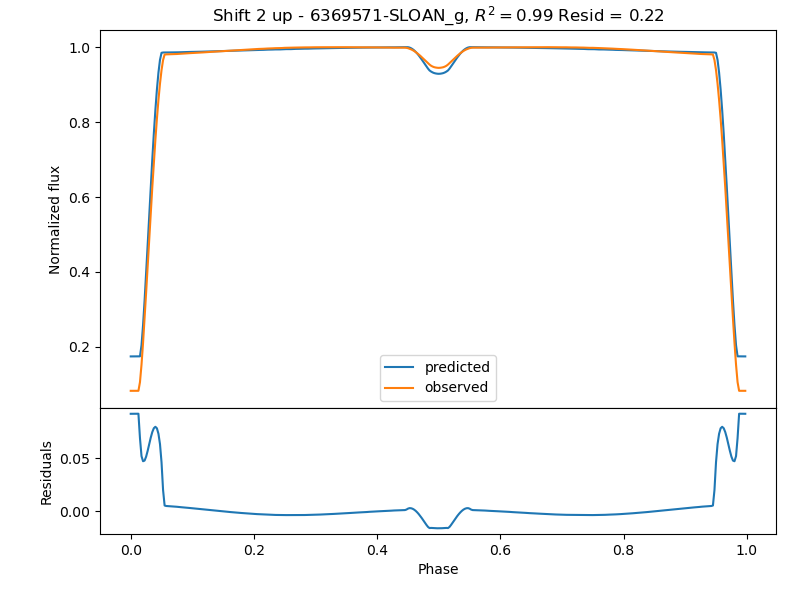 Shift 2 up - 6369571-SLOAN_g, R² = 0.99 Resid = 0.22
1.0
0.8
0.6
0.4
0.2
Normalized flux
predicted
observed
0.05
0.00
Residuals
0.0 0.2 0.4 0.6 0.8 1.0
Phase